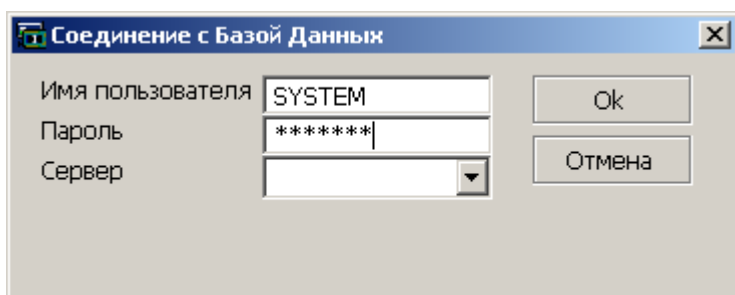 Соединение с Базой Данных
Имя пользователя SYSTEM Ok
Пароль *******
Отмена
Сервер